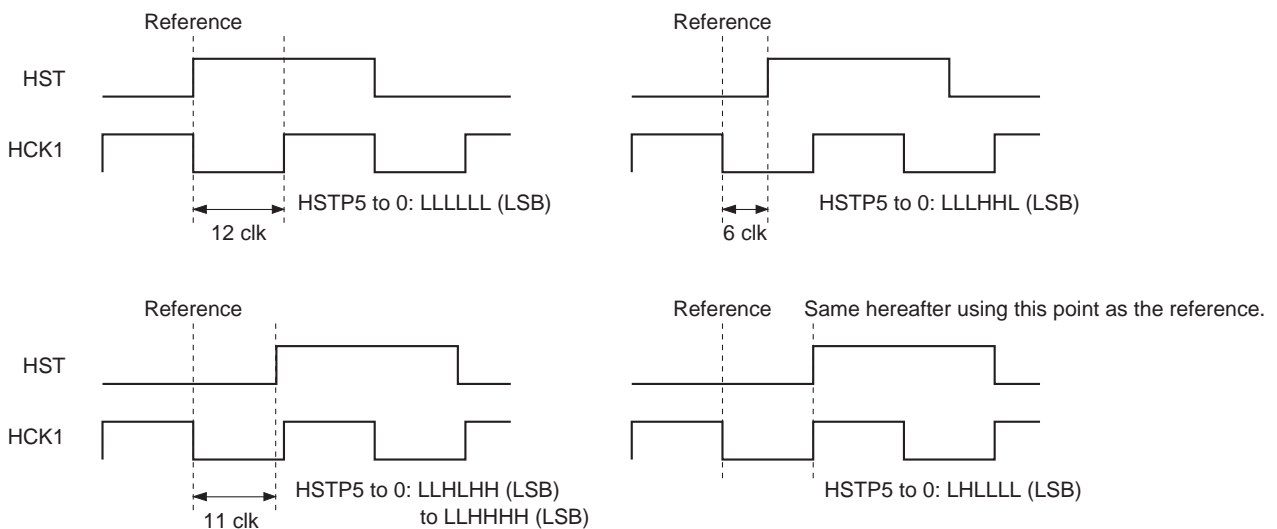 Reference
HST
HCK1
HSTP5 to 0: LLLLLL (LSB)
12 clk
Reference
HSTP5 to 0: LLLHHL (LSB)
6 clk
Reference
HST
HCK1
HSTP5 to 0: LLHLHH (LSB)
to LLHHHH (LSB)
11 clk
Reference
Same hereafter using this point as the reference.
HSTP5 to 0: LHLLLL (LSB)